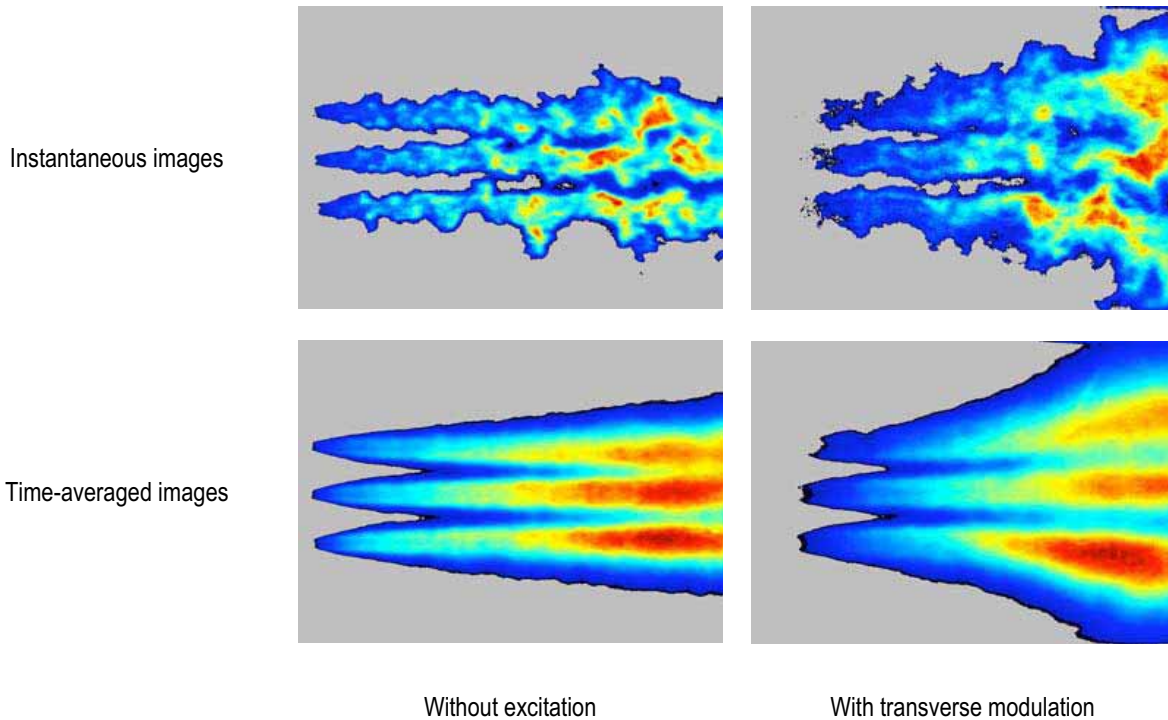 Instantaneous images
Time-averaged images
Without excitation
With transverse modulation